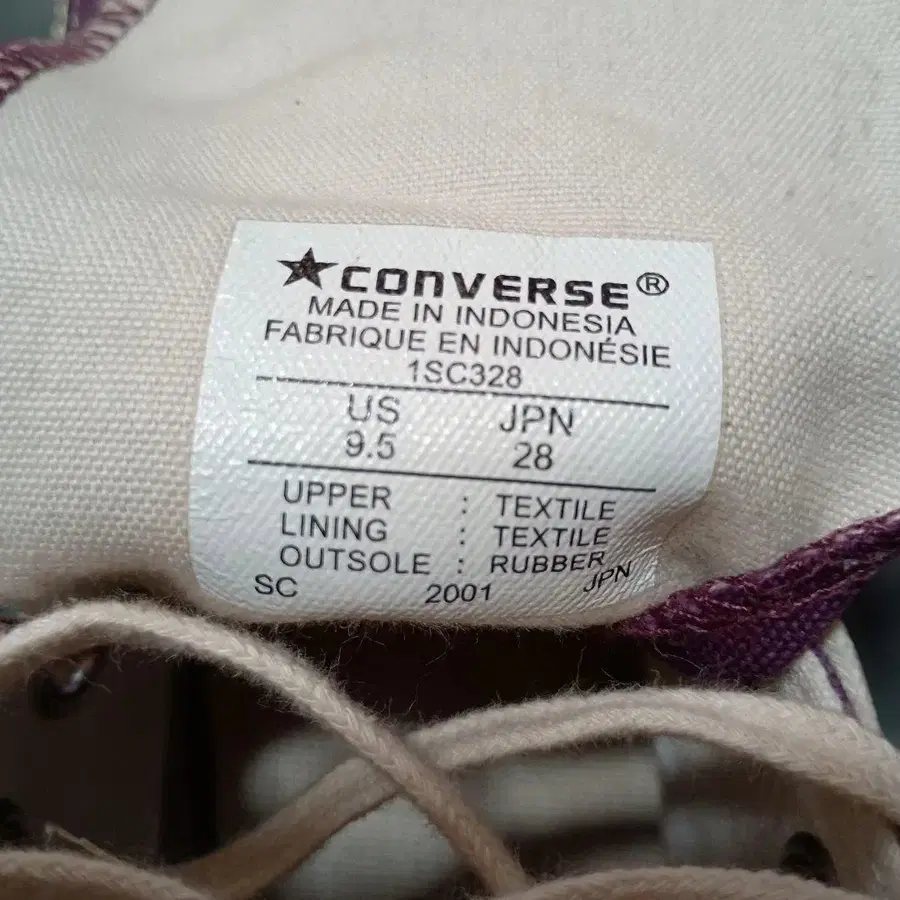 ★CONVERSE®
MADE IN INDONESIA
FABRIQUE EN INDONÉSIE
1SC328
US JPN
9.5 28
UPPER : TEXTILE
LINING : TEXTILE
OUTSOLE : RUBBER
SC 2001 JPN